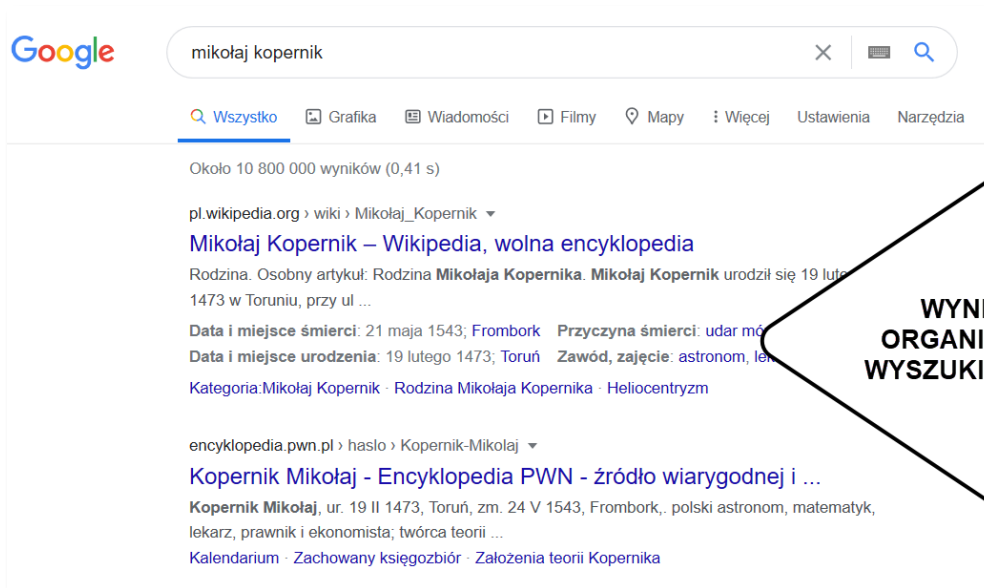 Google
mikołaj kopernik
Wszystko Grafika Wiadomości Filmy Mapy Więcej Ustawienia Narzędzia
Około 10 800 000 wyników (0,41 s)
pl.wikipedia.org › wiki › Mikołaj_Kopernik
Mikołaj Kopernik – Wikipedia, wolna encyklopedia
Rodzina. Osobny artykuł: Rodzina Mikołaja Kopernika. Mikołaj Kopernik urodził się 19
1473 w Toruniu, przy ul ...
Data i miejsce śmierci: 21 maja 1543; Frombork Przyczyna śmierci: udar
Data i miejsce urodzenia: 19 lutego 1473; Toruń Zawód, zajęcie: astronom,
Kategoria:Mikołaj Kopernik · Rodzina Mikołaja Kopernika · Heliocentryzm
encyklopedia.pwn.pl › haslo › Kopernik-Mikolaj
Kopernik Mikołaj - Encyklopedia PWN - źródło wiarygodnej i ...
Kopernik Mikołaj, ur. 19 II 1473, Toruń, zm. 24 V 1543, Frombork,. polski astronom, matematyk,
lekarz, prawnik i ekonomista; twórca teorii ...
Kalendarium · Zachowany księgozbiór · Założenia teorii Kopernika